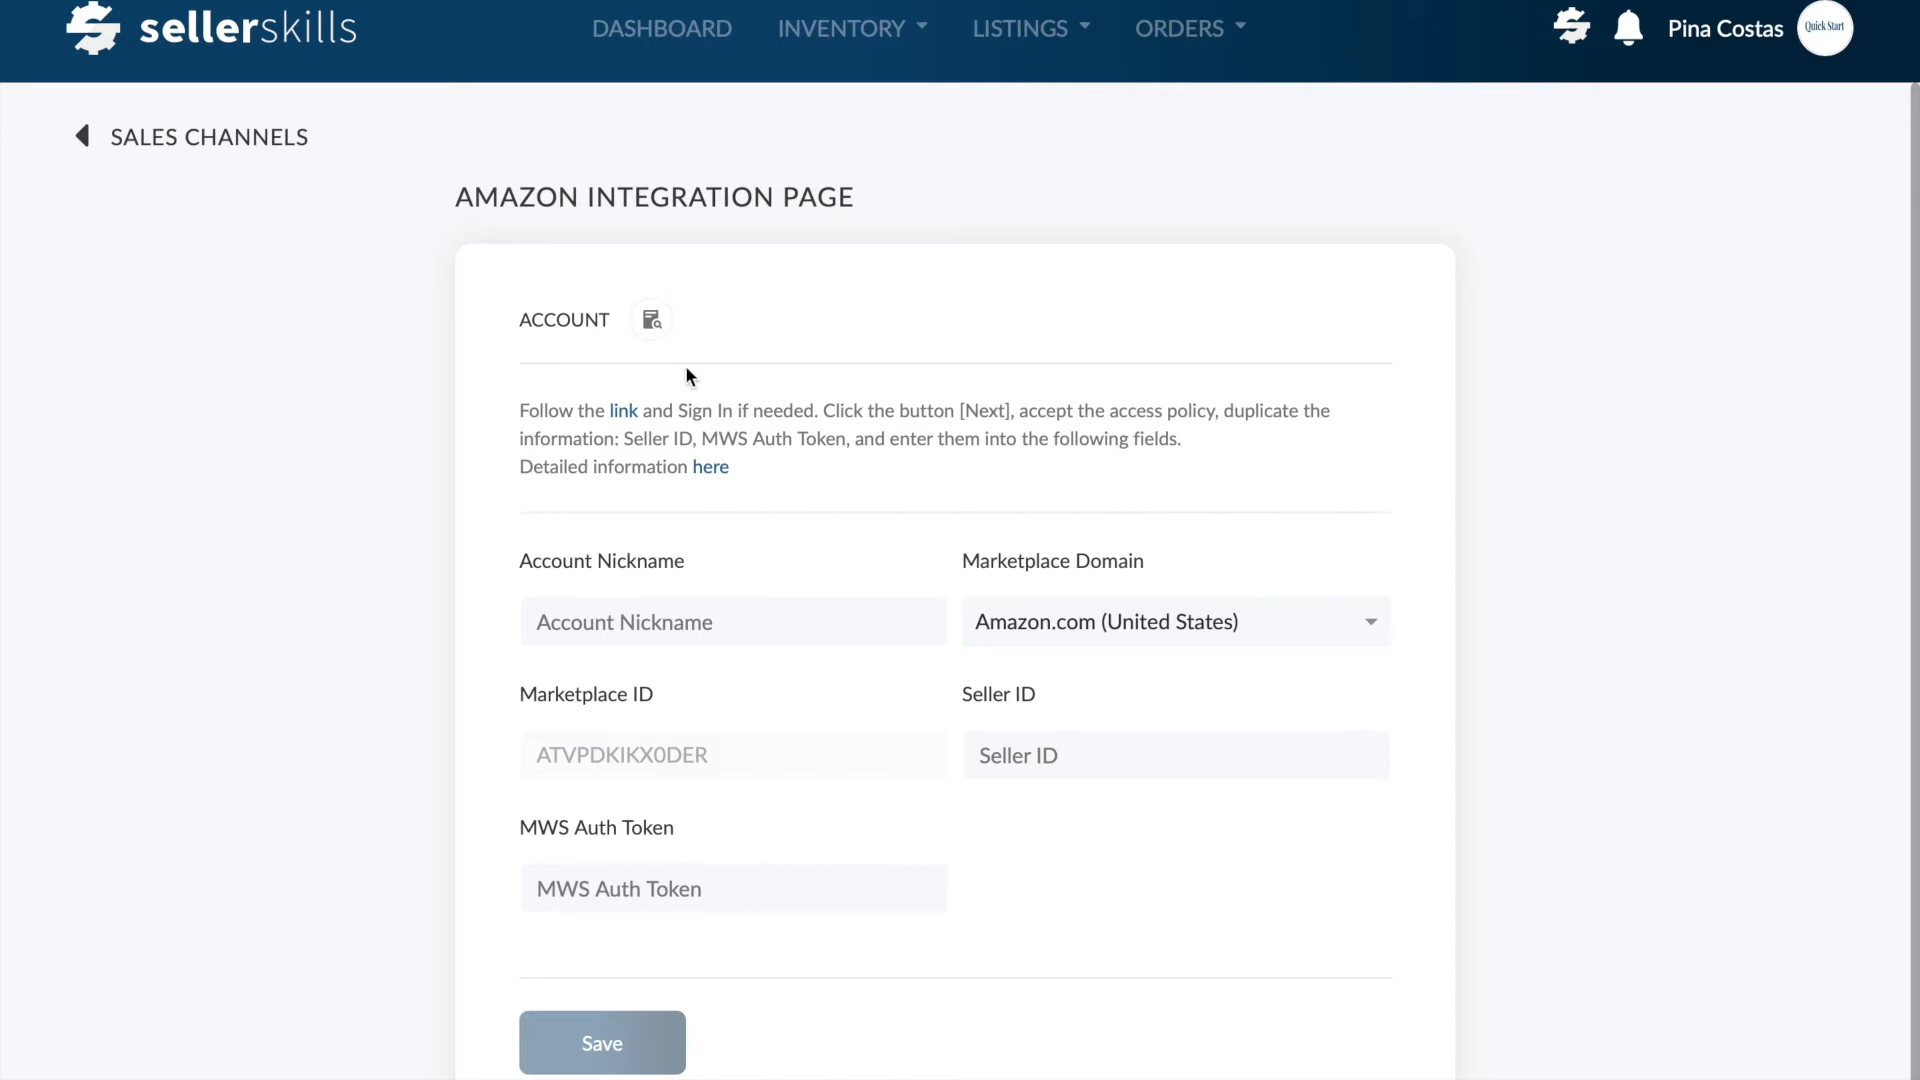 sellerskills
DASHBOARD
INVENTORY
LISTINGS
ORDERS
Pina Costas
Quick Start
SALES CHANNELS
AMAZON INTEGRATION PAGE
ACCOUNT
Follow the link and Sign In if needed. Click the button [Next], accept the access policy, duplicate the
information: Seller ID, MWS Auth Token, and enter them into the following fields.
Detailed information here
Account Nickname
Marketplace Domain
Account Nickname
Amazon.com (United States)
Marketplace ID
Seller ID
ATVPDKIKX0DER
Seller ID
MWS Auth Token
MWS Auth Token
Save